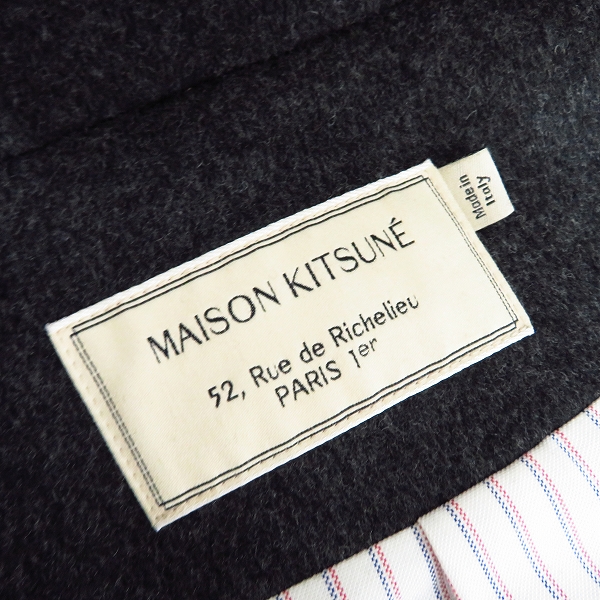 MAISON KITSUNÉ
52, Rue de Richelieu
PARIS 1er
Made in
Italy